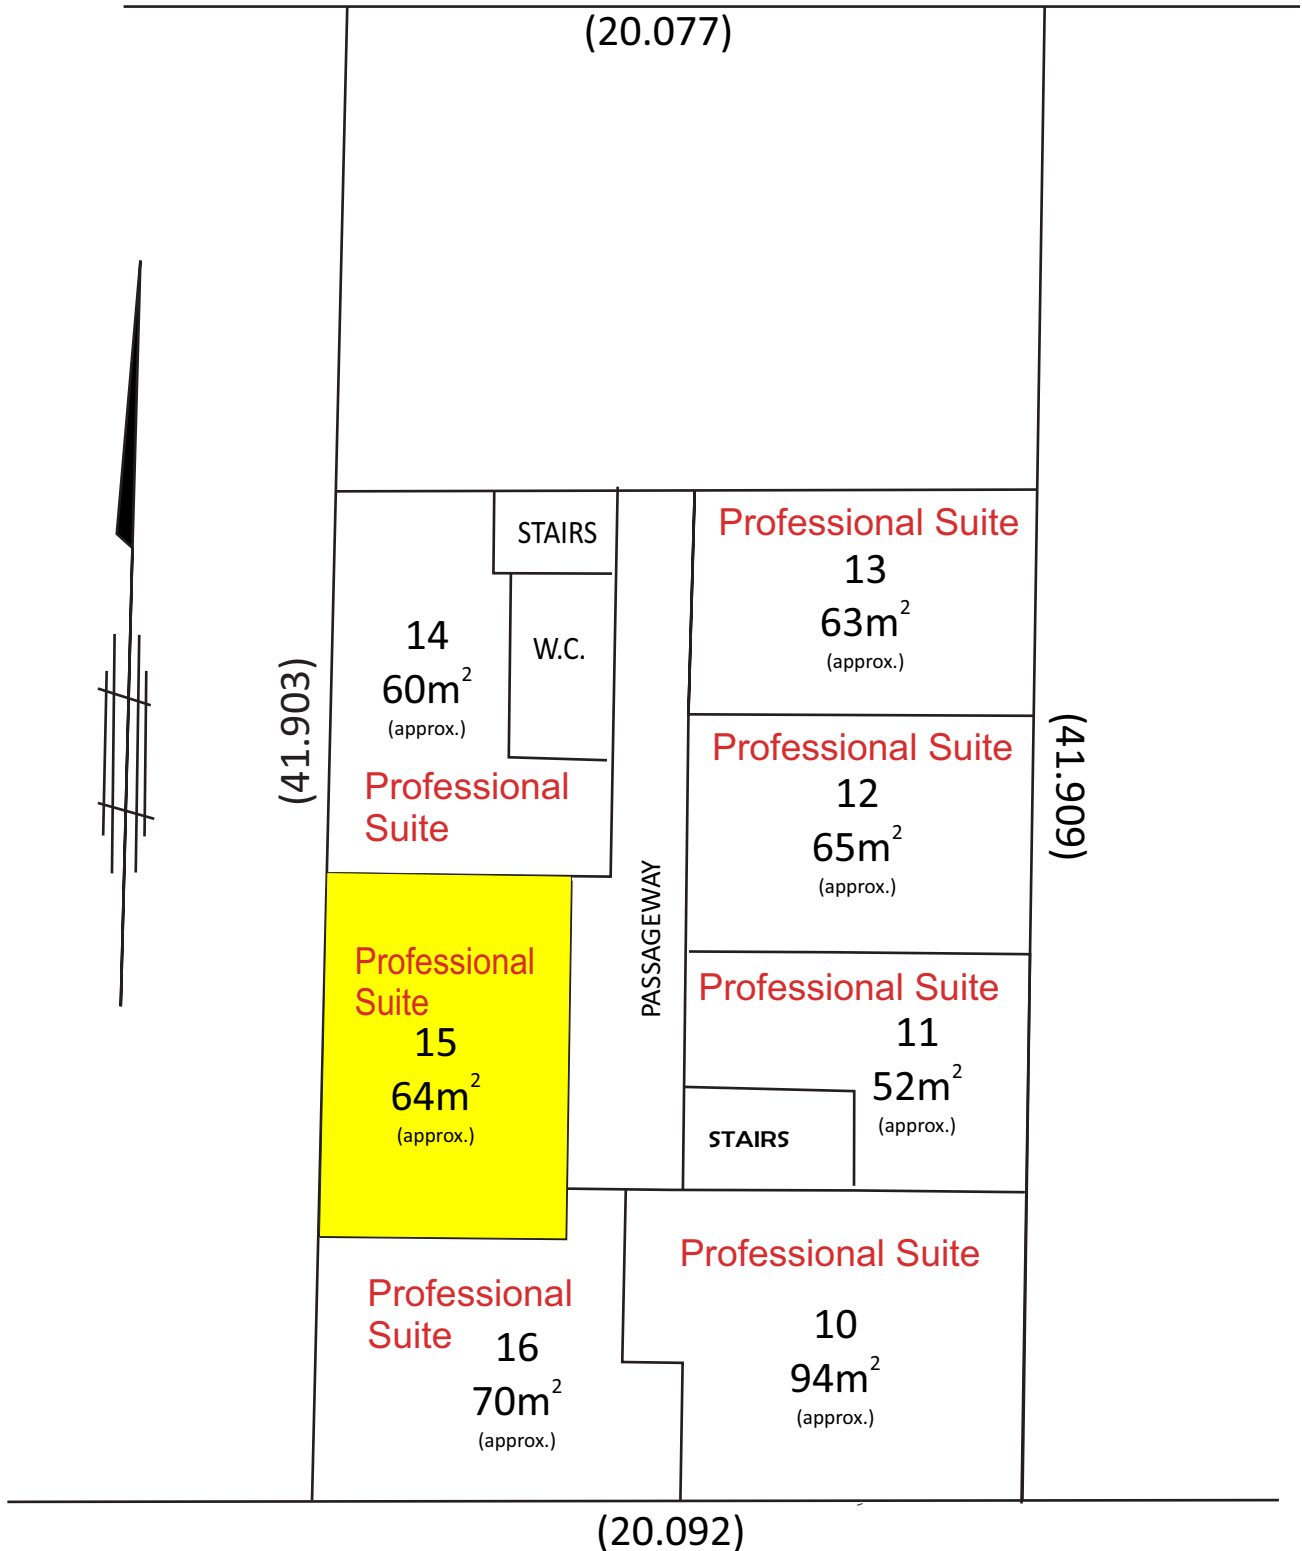 (20.077)
STAIRS
Professional Suite
13
63m²
(approx.)
14
60m²
(approx.)
W.C.
Professional
Suite
(41.903)
Professional Suite
12
65m²
(approx.)
(41.909)
PASSAGEWAY
Professional
Suite
15
64m²
(approx.)
Professional Suite
11
52m²
(approx.)
STAIRS
Professional
Suite
16
70m²
(approx.)
Professional Suite
10
94m²
(approx.)
(20.092)